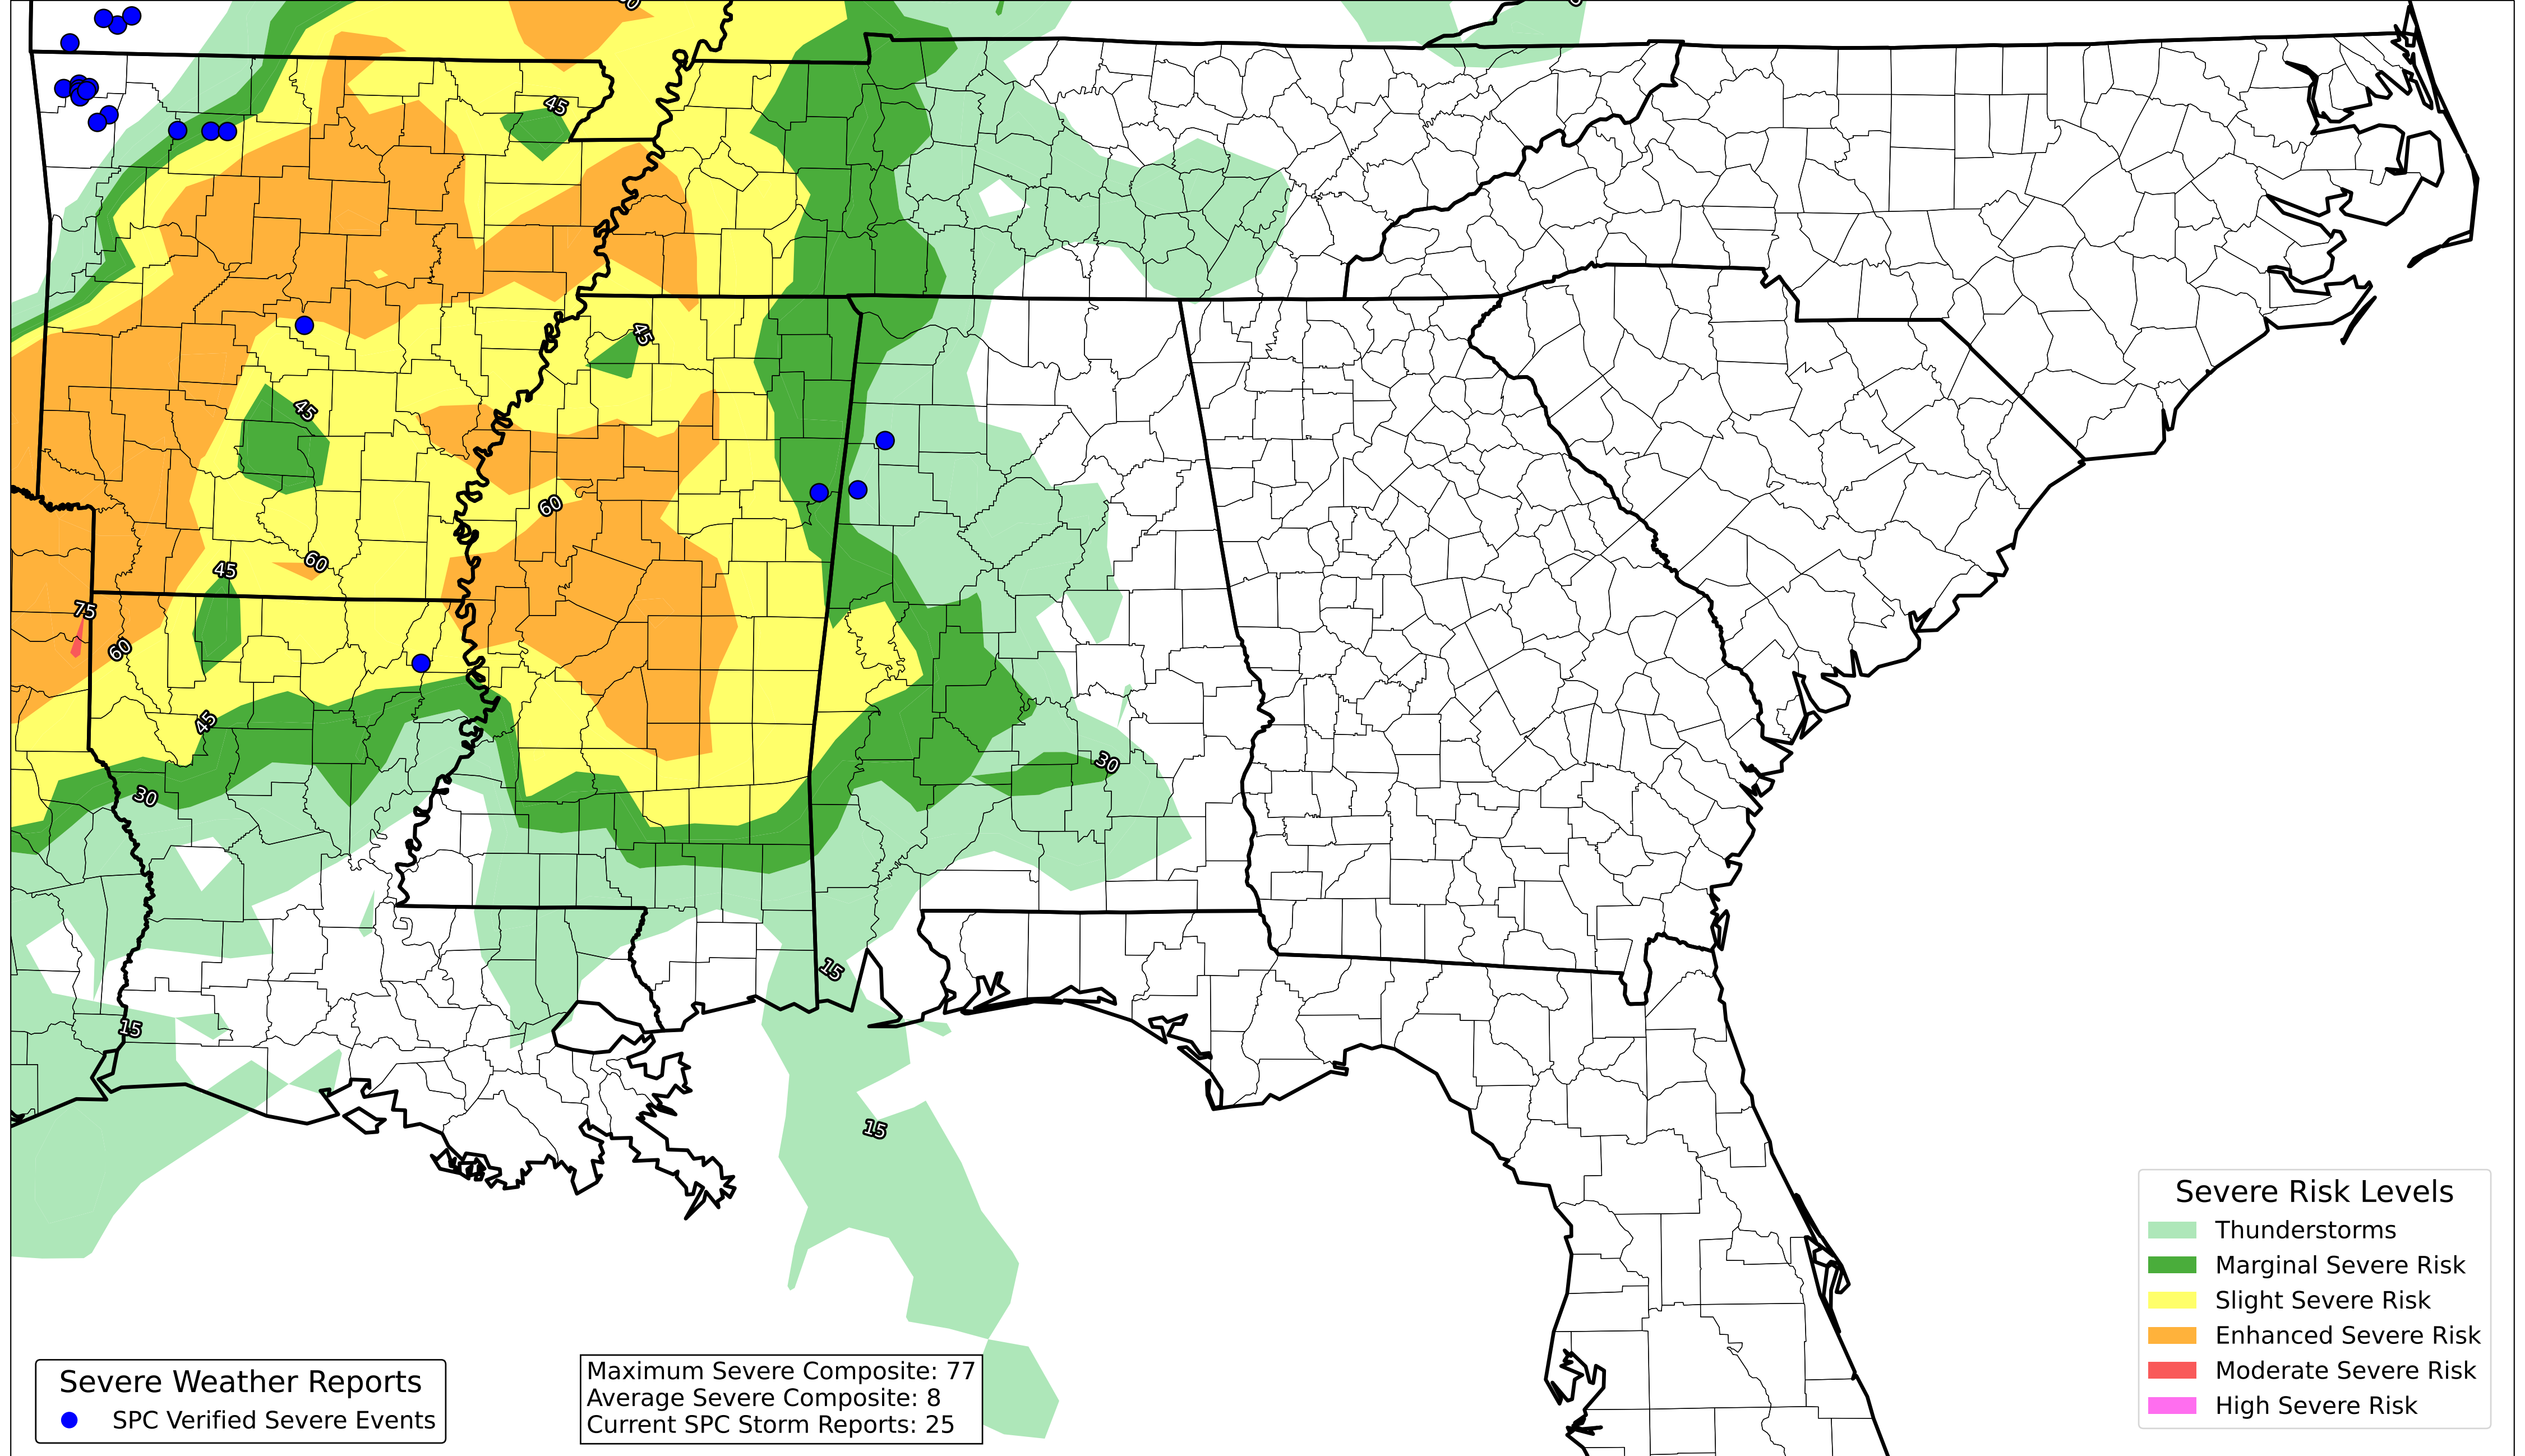 45
45
45
60
45
60
75
60
45
30
30
15
15
15
Severe Risk Levels
Thunderstorms
Marginal Severe Risk
Slight Severe Risk
Enhanced Severe Risk
Moderate Severe Risk
High Severe Risk
Severe Weather Reports
SPC Verified Severe Events
Maximum Severe Composite: 77
Average Severe Composite: 8
Current SPC Storm Reports: 25